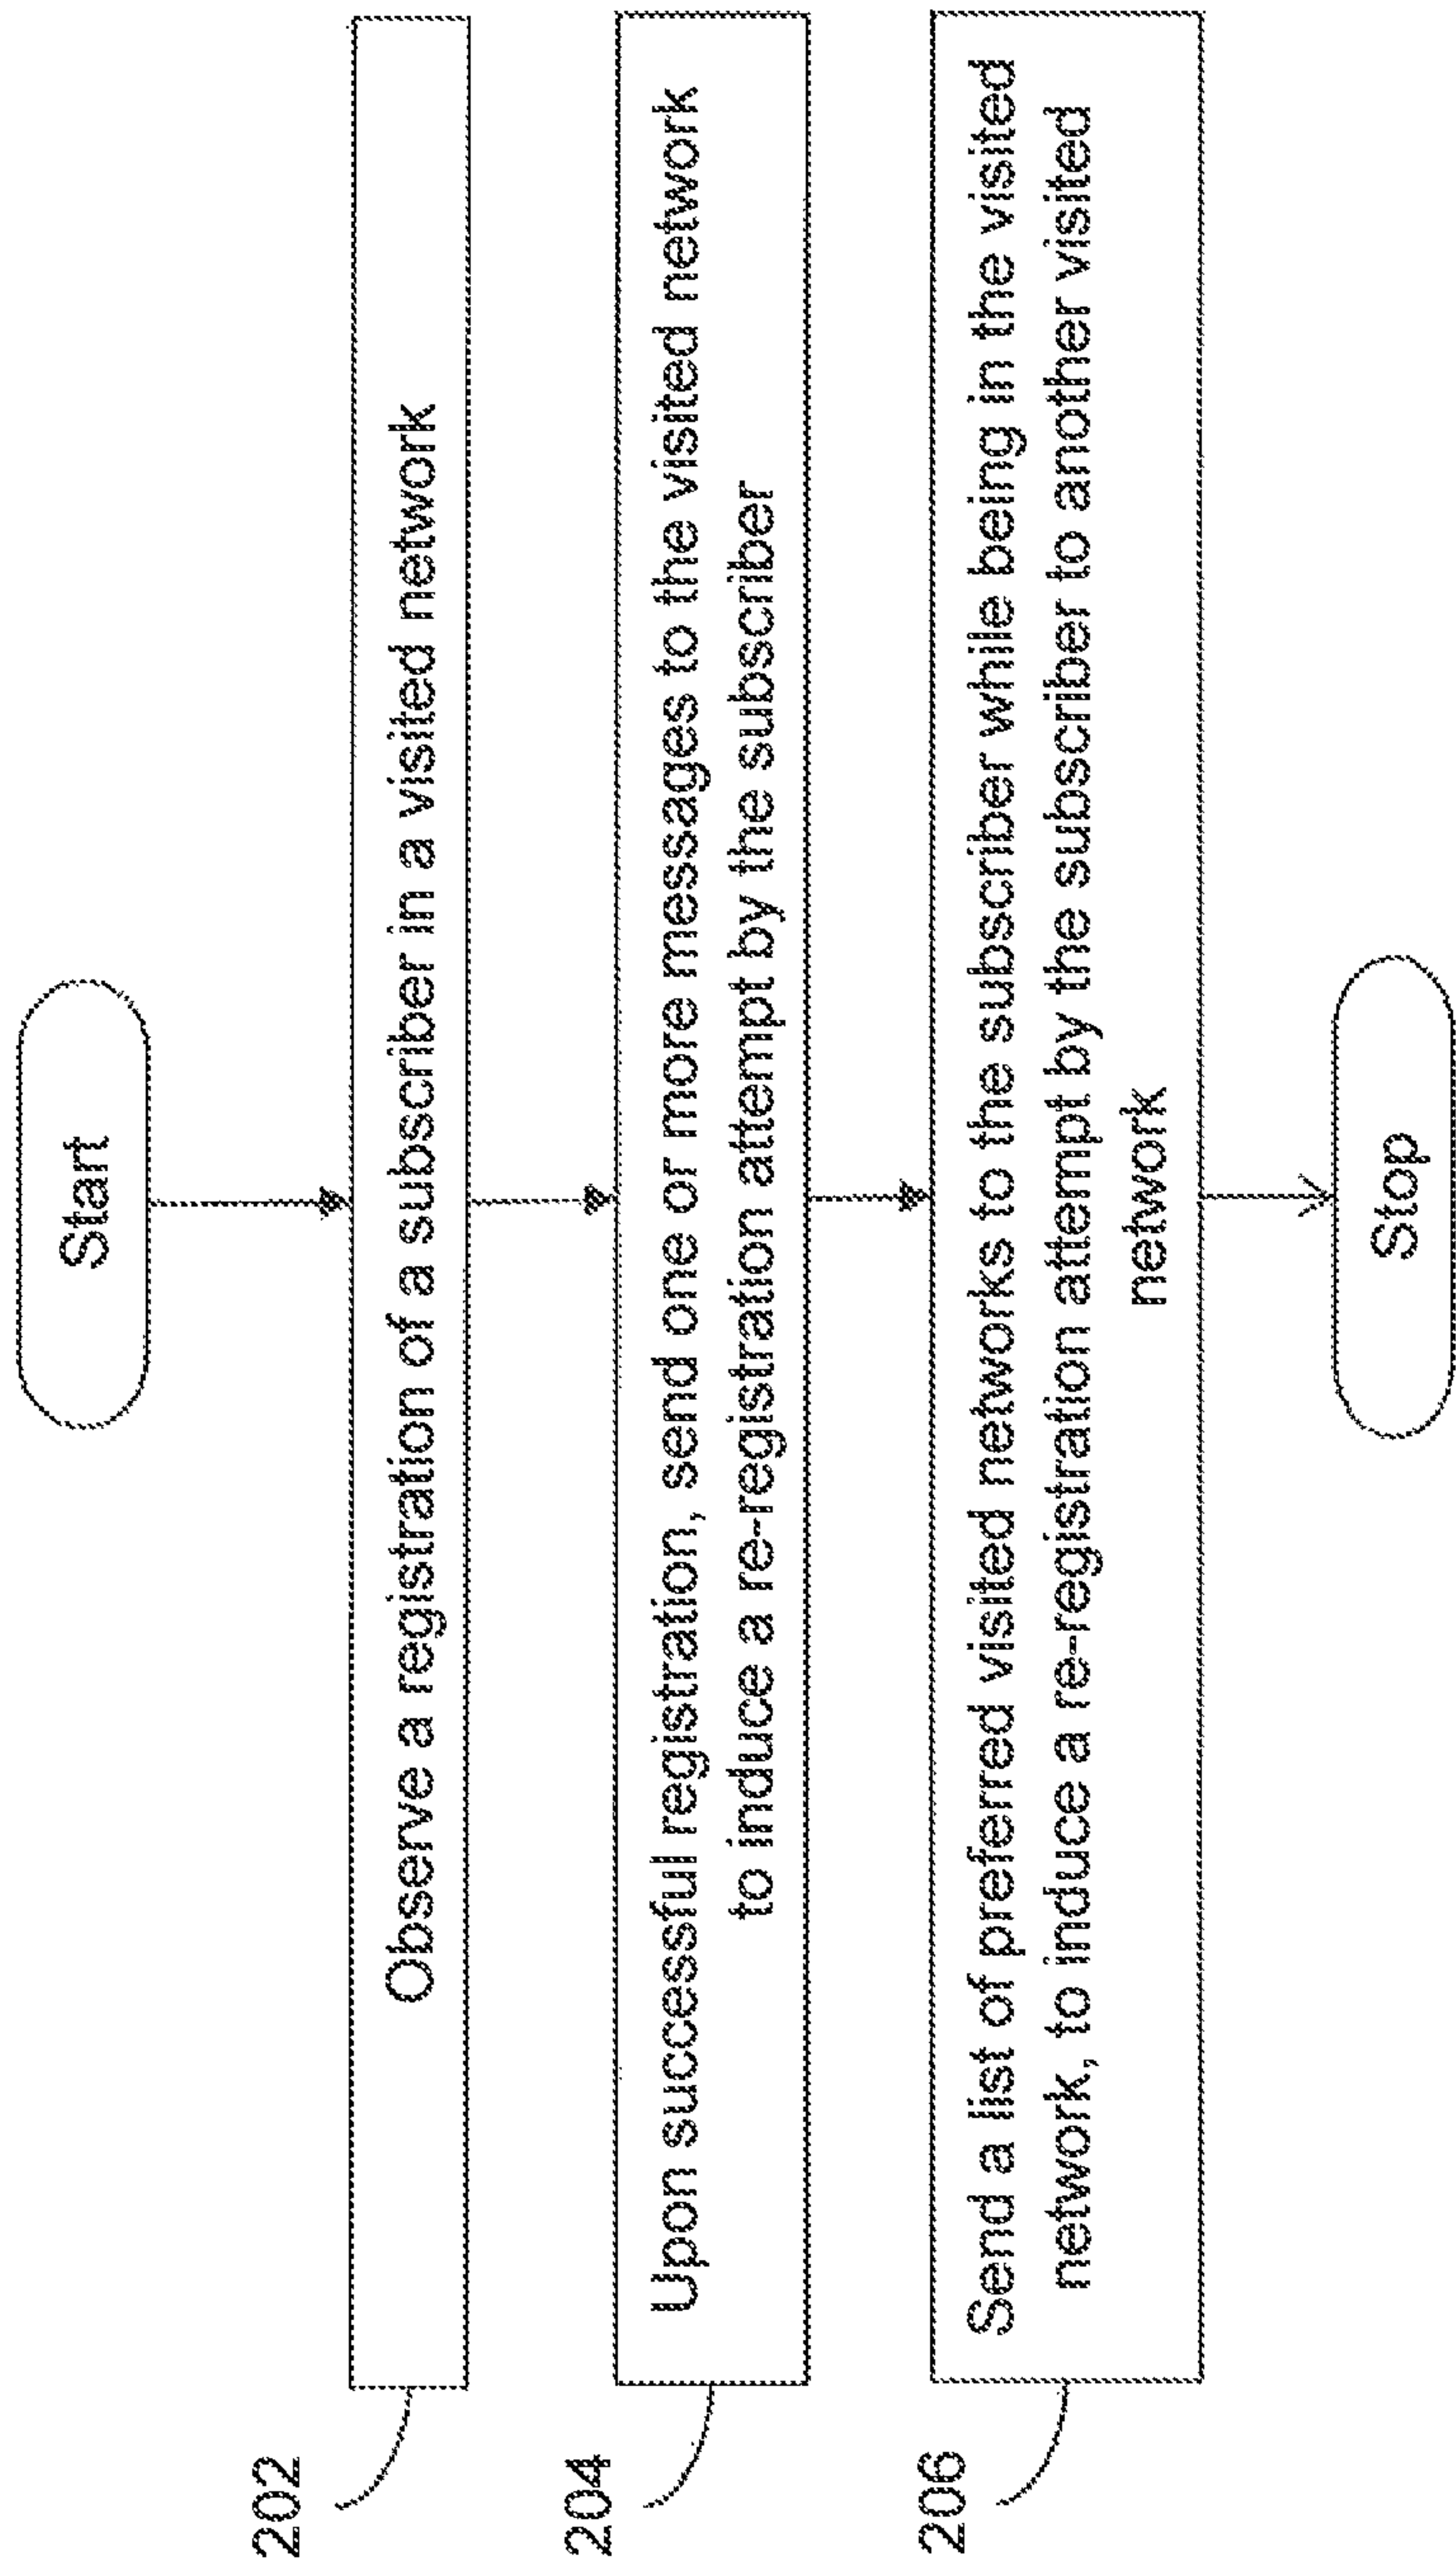 Start
202
Observe a registration of a subscriber in a visited network
204
Upon successful registration, send one or more messages to the visited network
to induce a re-registration attempt by the subscriber
206
Send a list of preferred visited networks to the subscriber while being in the visited
network, to induce a re-registration attempt by the subscriber to another visited
network
Stop